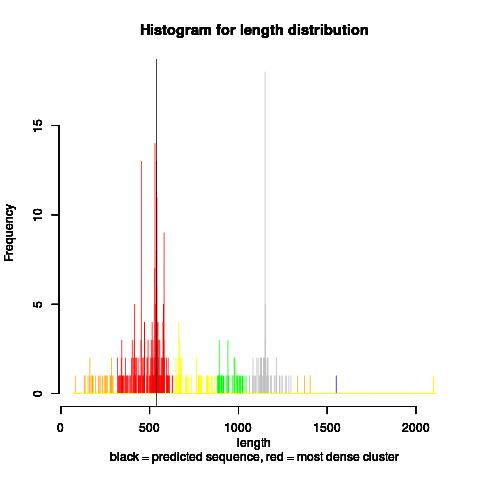 Histogram for length distribution
Frequency
15
10
5
0
0 500 1000 1500 2000
length
black = predicted sequence, red = most dense cluster